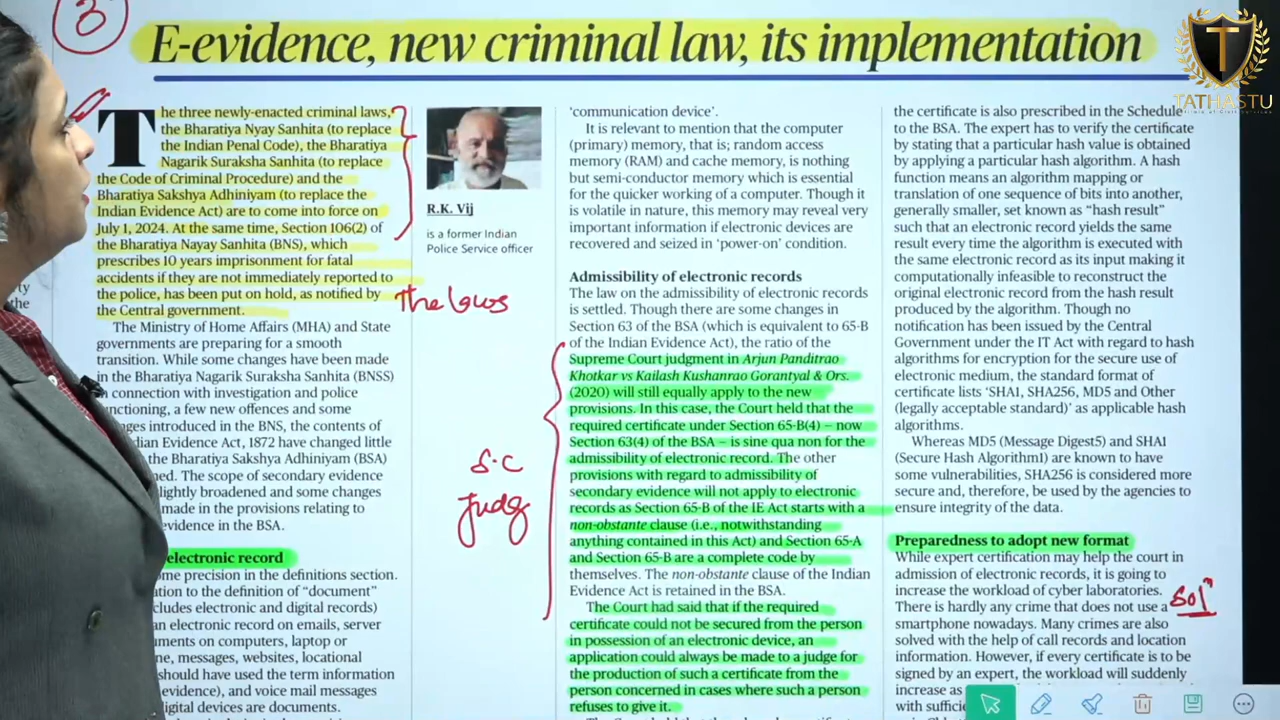 3
E-evidence, new criminal law, its implementation
T
TATHASTU
The three newly-enacted criminal laws,
the Bharatiya Nyay Sanhita (to replace
the Indian Penal Code), the Bharatiya
Nagarik Suraksha Sanhita (to replace
the Code of Criminal Procedure) and the
Bharatiya Sakshya Adhiniyam (to replace the
Indian Evidence Act) are to come into force on
July 1, 2024. At the same time, Section 106(2) of
the Bharatiya Nayay Sanhita (BNS), which
prescribes 10 years imprisonment for fatal
accidents if they are not immediately reported to
the police, has been put on hold, as notified by
the Central government.
The Ministry of Home Affairs (MHA) and State
governments are preparing for a smooth
transition. While some changes have been made
in the Bharatiya Nagarik Suraksha Sanhita (BNSS)
in connection with investigation and police
nctioning, a few new offences and some
ges introduced in the BNS, the contents of
dian Evidence Act, 1872 have changed little
the Bharatiya Sakshya Adhiniyam (BSA)
ned. The scope of secondary evidence
lightly broadened and some changes
made in the provisions relating to
evidence in the BSA.
electronic record
me precision in the definitions section.
ation to the definition of “document”
cludes electronic and digital records)
an electronic record on emails, server
uments on computers, laptop or
ne, messages, websites, locational
should have used the term information
evidence), and voice mail messages
igital devices are documents.
ty
the
R.K. Vij
is a former Indian
Police Service officer
The laws
S.C
Judg
‘communication device’.
It is relevant to mention that the computer
(primary) memory, that is; random access
memory (RAM) and cache memory, is nothing
but semi-conductor memory which is essential
for the quicker working of a computer. Though it
is volatile in nature, this memory may reveal very
important information if electronic devices are
recovered and seized in ‘power-on’ condition.
Admissibility of electronic records
The law on the admissibility of electronic records
is settled. Though there are some changes in
Section 63 of the BSA (which is equivalent to 65-B
of the Indian Evidence Act), the ratio of the
Supreme Court judgment in Arjun Panditrao
Khotkar vs Kailash Kushanrao Gorantyal & Ors.
(2020) will still equally apply to the new
provisions. In this case, the Court held that the
required certificate under Section 65-B(4) – now
Section 63(4) of the BSA – is sine qua non for the
admissibility of electronic record. The other
provisions with regard to admissibility of
secondary evidence will not apply to electronic
records as Section 65-B of the IE Act starts with a
non-obstante clause (i.e., notwithstanding
anything contained in this Act) and Section 65-A
and Section 65-B are a complete code by
themselves. The non-obstante clause of the Indian
Evidence Act is retained in the BSA.
The Court had said that if the required
certificate could not be secured from the person
in possession of an electronic device, an
application could always be made to a judge for
the production of such a certificate from the
person concerned in cases where such a person
refuses to give it.
the certificate is also prescribed in the Schedule
to the BSA. The expert has to verify the certificate
by stating that a particular hash value is obtained
by applying a particular hash algorithm. A hash
function means an algorithm mapping or
translation of one sequence of bits into another,
generally smaller, set known as “hash result”
such that an electronic record yields the same
result every time the algorithm is executed with
the same electronic record as its input making it
computationally infeasible to reconstruct the
original electronic record from the hash result
produced by the algorithm. Though no
notification has been issued by the Central
Government under the IT Act with regard to hash
algorithms for encryption for the secure use of
electronic medium, the standard format of
certificate lists ‘SHA1, SHA256, MD5 and Other
(legally acceptable standard)’ as applicable hash
algorithms.
Whereas MD5 (Message Digest5) and SHA1
(Secure Hash Algorithm1) are known to have
some vulnerabilities, SHA256 is considered more
secure and, therefore, be used by the agencies to
ensure integrity of the data.
Preparedness to adopt new format
While expert certification may help the court in
admission of electronic records, it is going to
increase the workload of cyber laboratories.
There is hardly any crime that does not use a
smartphone nowadays. Many crimes are also
solved with the help of call records and location
information. However, if every certificate is to be
signed by an expert, the workload will suddenly
increase as
with suffici
Solⁿ